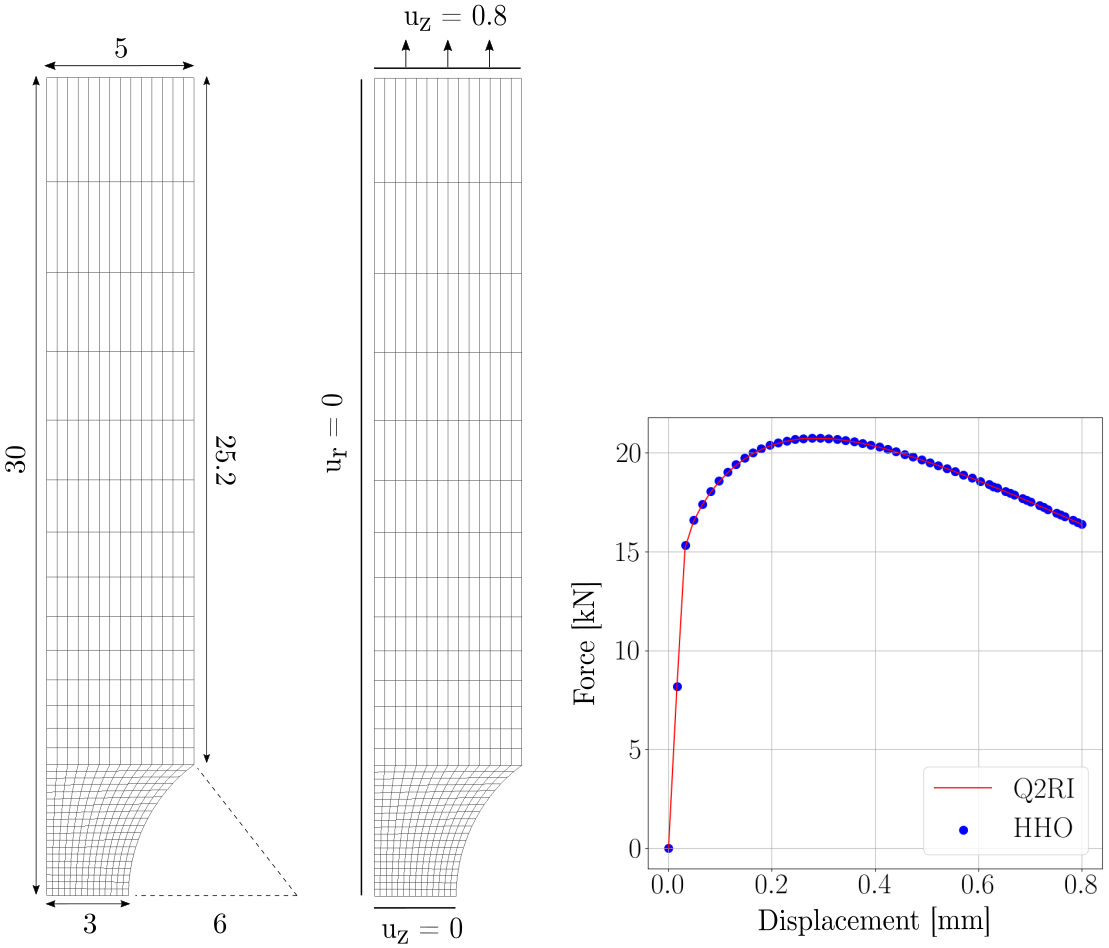 5
30
25.2
3
6
u_z = 0.8
u_r = 0
u_z = 0
Force [kN]
20
15
10
5
0
0.0 0.2 0.4 0.6 0.8
Displacement [mm]
Q2RI
HHO